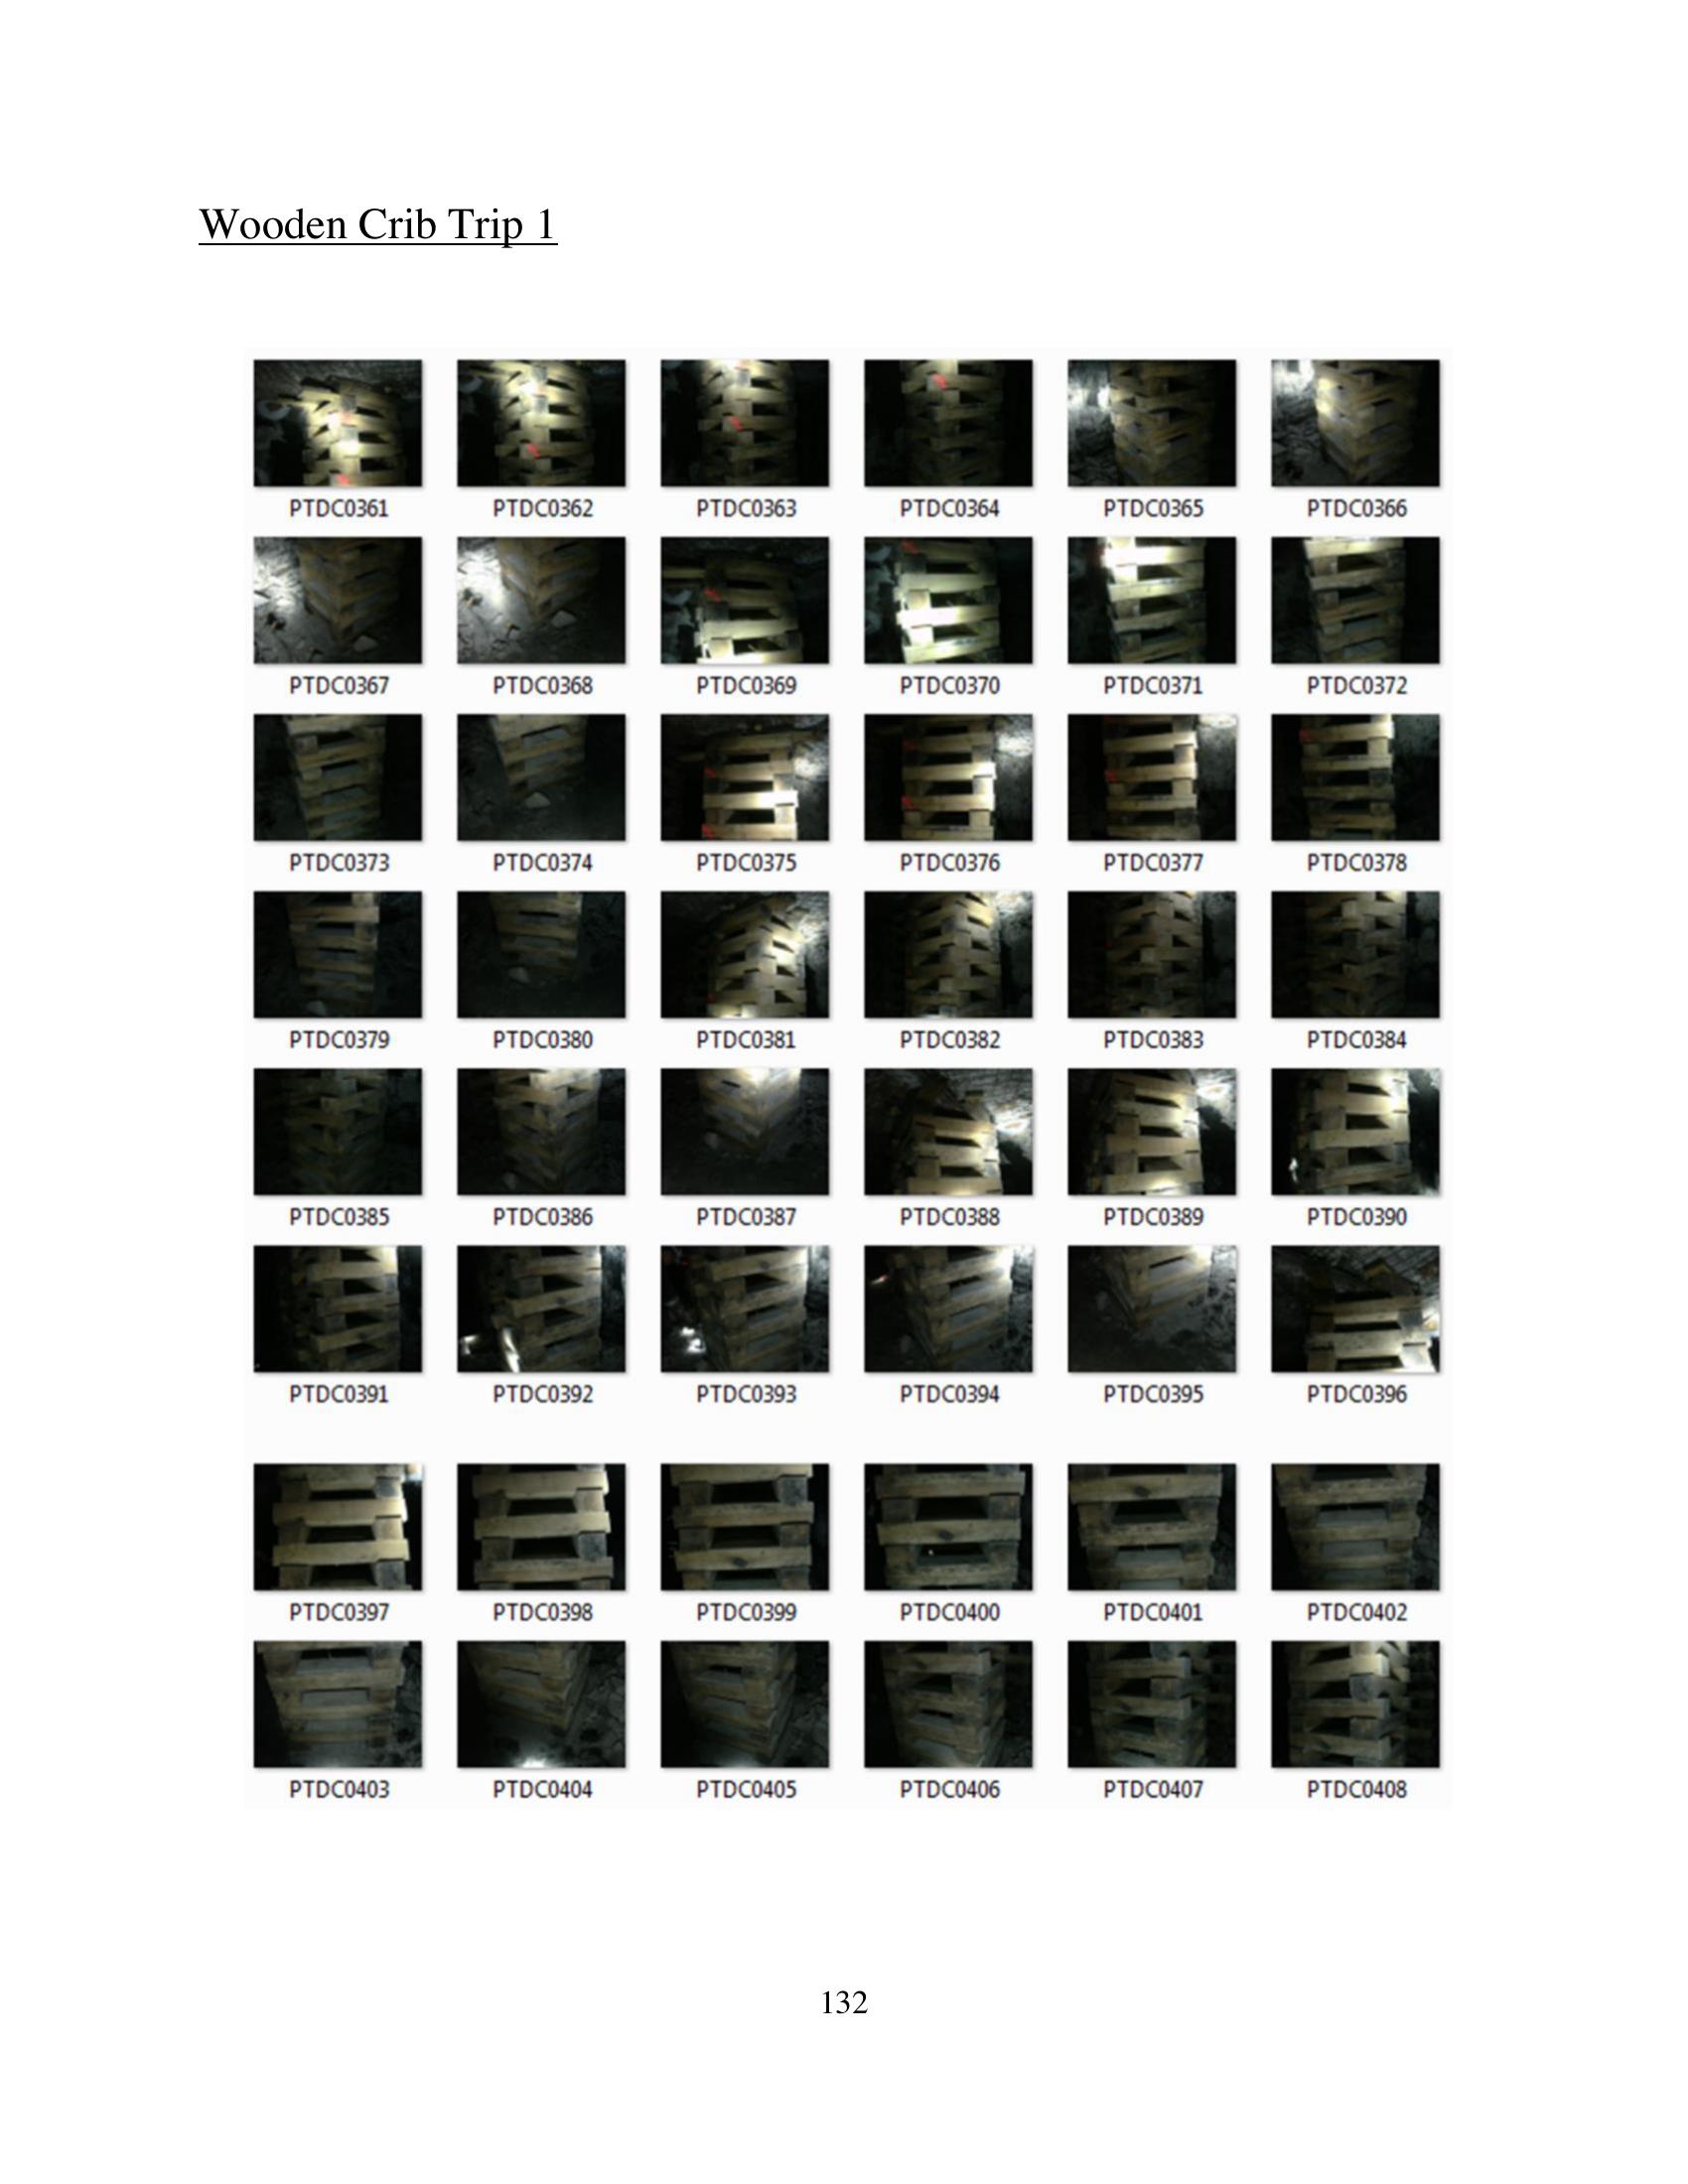 Wooden Crib Trip 1
PTDC0361 PTDC0362 PTDC0363 PTDC0364 PTDC0365 PTDC0366
PTDC0367 PTDC0368 PTDC0369 PTDC0370 PTDC0371 PTDC0372
PTDC0373 PTDC0374 PTDC0375 PTDC0376 PTDC0377 PTDC0378
PTDC0379 PTDC0380 PTDC0381 PTDC0382 PTDC0383 PTDC0384
PTDC0385 PTDC0386 PTDC0387 PTDC0388 PTDC0389 PTDC0390
PTDC0391 PTDC0392 PTDC0393 PTDC0394 PTDC0395 PTDC0396
PTDC0397 PTDC0398 PTDC0399 PTDC0400 PTDC0401 PTDC0402
PTDC0403 PTDC0404 PTDC0405 PTDC0406 PTDC0407 PTDC0408
132